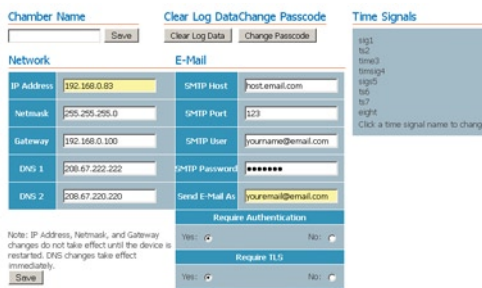 Chamber Name
Save
Clear Log Data Change Passcode
Clear Log Data Change Passcode
Time Signals
sig1
ts2
time3
timsig4
sigs5
ts6
ts7
eight
Click a time signal name to chang
Network
IP Address 192.168.0.83
Netmask 255.255.255.0
Gateway 192.168.0.100
DNS 1 208.67.222.222
DNS 2 208.67.220.220
Note: IP Address, Netmask, and Gateway
changes do not take effect until the device is
restarted. DNS changes take effect
immediately.
Save
E-Mail
SMTP Host host.email.com
SMTP Port 123
SMTP User yourname@email.com
SMTP Password ●●●●●●●
Send E-Mail As youremail@email.com
Require Authentication
Yes: No:
Require TLS
Yes: No: